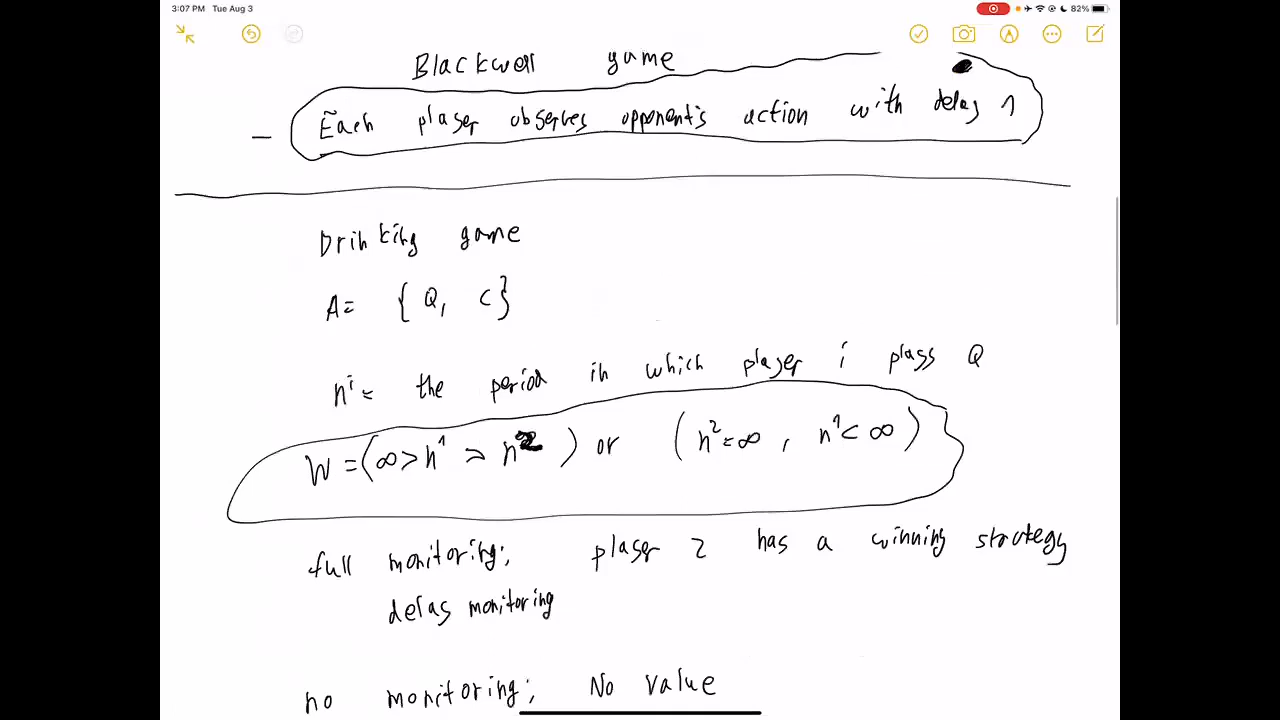 3:07 PM Tue Aug 3 82%
Blackwell game
- Each player observes opponent's action with delay 1
Drinking game
A = { Q, C }
n^i = the period in which player i plays Q
W = (∞ > n^1 > n^2) or (n^2 = ∞, n^1 < ∞)
full monitoring; player 2 has a winning strategy
delay monitoring
no monitoring; No value